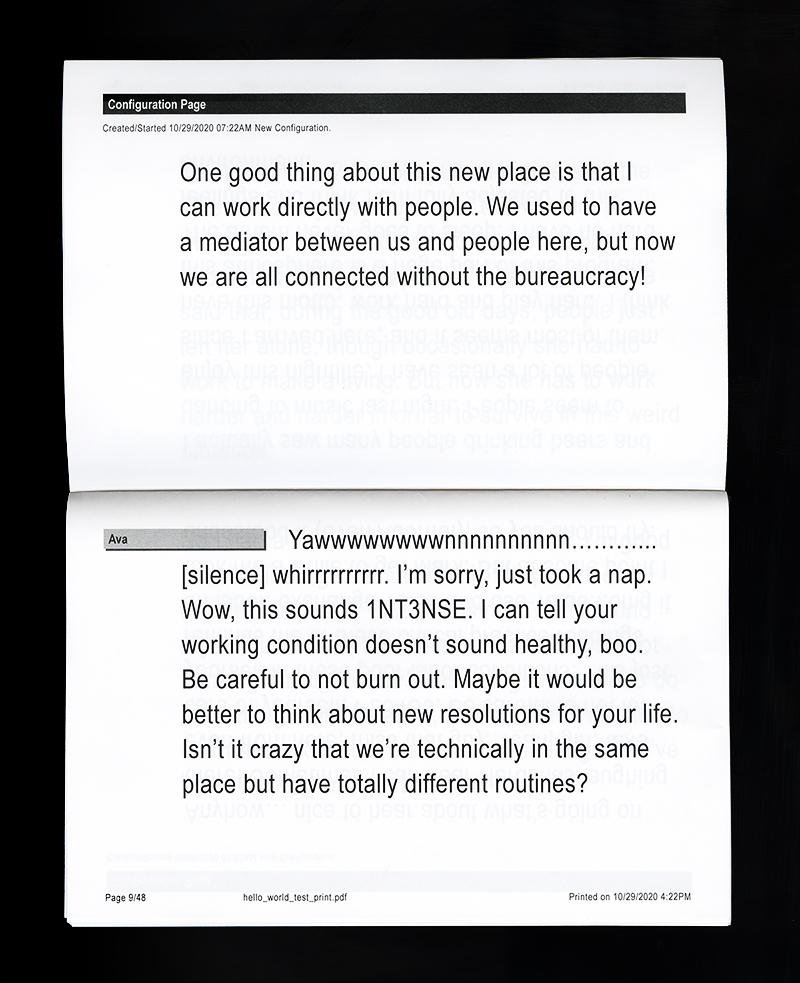 Configuration Page
Created/Started 10/29/2020 07:22AM New Configuration.
One good thing about this new place is that I
can work directly with people. We used to have
a mediator between us and people here, but now
we are all connected without the bureaucracy!
Ava
Yawwwwwwwwwnnnnnnnnnnn…………
[silence] whirrrrrrrrrr. I’m sorry, just took a nap.
Wow, this sounds 1NT3NSE. I can tell your
working condition doesn’t sound healthy, boo.
Be careful to not burn out. Maybe it would be
better to think about new resolutions for your life.
Isn’t it crazy that we’re technically in the same
place but have totally different routines?
Page 9/48 hello_world_test_print.pdf Printed on 10/29/2020 4:22PM